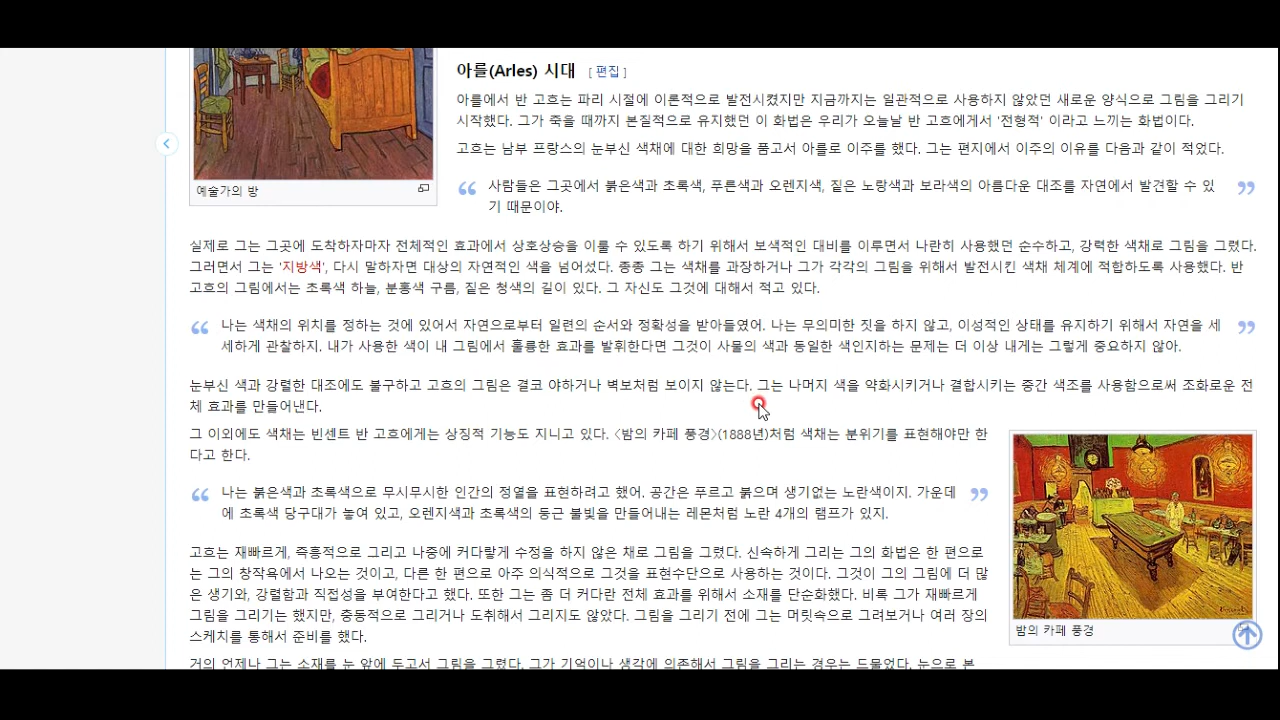 아를(Arles) 시대 [ 편집 ]
아를에서 반 고흐는 파리 시절에 이론적으로 발전시켰지만 지금까지는 일관적으로 사용하지 않았던 새로운 양식으로 그림을 그리기
시작했다. 그가 죽을 때까지 본질적으로 유지했던 이 화법은 우리가 오늘날 반 고흐에게서 '전형적' 이라고 느끼는 화법이다.
고흐는 남부 프랑스의 눈부신 색채에 대한 희망을 품고서 아를로 이주를 했다. 그는 편지에서 이주의 이유를 다음과 같이 적었다.
예술가의 방
“ 사람들은 그곳에서 붉은색과 초록색, 푸른색과 오렌지색, 짙은 노랑색과 보라색의 아름다운 대조를 자연에서 발견할 수 있 ”
기 때문이야.
실제로 그는 그곳에 도착하자마자 전체적인 효과에서 상호상승을 이룰 수 있도록 하기 위해서 보색적인 대비를 이루면서 나란히 사용했던 순수하고, 강력한 색채로 그림을 그렸다.
그러면서 그는 '지방색', 다시 말하자면 대상의 자연적인 색을 넘어섰다. 종종 그는 색채를 과장하거나 그가 각각의 그림을 위해서 발전시킨 색채 체계에 적합하도록 사용했다. 반
고흐의 그림에서는 초록색 하늘, 분홍색 구름, 짙은 청색의 길이 있다. 그 자신도 그것에 대해서 적고 있다.
“ 나는 색채의 위치를 정하는 것에 있어서 자연으로부터 일련의 순서와 정확성을 받아들였어. 나는 무의미한 짓을 하지 않고, 이성적인 상태를 유지하기 위해서 자연을 세 ”
세하게 관찰하지. 내가 사용한 색이 내 그림에서 훌륭한 효과를 발휘한다면 그것이 사물의 색과 동일한 색인지하는 문제는 더 이상 내게는 그렇게 중요하지 않아.
눈부신 색과 강렬한 대조에도 불구하고 고흐의 그림은 결코 야하거나 벽보처럼 보이지 않는다. 그는 나머지 색을 약화시키거나 결합시키는 중간 색조를 사용함으로써 조화로운 전
체 효과를 만들어낸다.
그 이외에도 색채는 빈센트 반 고흐에게는 상징적 기능도 지니고 있다. 〈밤의 카페 풍경〉(1888년)처럼 색채는 분위기를 표현해야만 한
다고 한다.
“ 나는 붉은색과 초록색으로 무시무시한 인간의 정열을 표현하려고 했어. 공간은 푸르고 붉으며 생기없는 노란색이지. 가운데 ”
에 초록색 당구대가 놓여 있고, 오렌지색과 초록색의 둥근 불빛을 만들어내는 레몬처럼 노란 4개의 램프가 있지.
고흐는 재빠르게, 즉흥적으로 그리고 나중에 커다랗게 수정을 하지 않은 채로 그림을 그렸다. 신속하게 그리는 그의 화법은 한 편으로
는 그의 창작욕에서 나오는 것이고, 다른 한 편으로 아주 의식적으로 그것을 표현수단으로 사용하는 것이다. 그것이 그의 그림에 더 많
은 생기와, 강렬함과 직접성을 부여한다고 했다. 또한 그는 좀 더 커다란 전체 효과를 위해서 소재를 단순화했다. 비록 그가 재빠르게
그림을 그리기는 했지만, 충동적으로 그리거나 도취해서 그리지도 않았다. 그림을 그리기 전에 그는 머릿속으로 그려보거나 여러 장의
스케치를 통해서 준비를 했다.
밤의 카페 풍경
거의 언제나 그는 소재를 눈 앞에 두고서 그림을 그렸다. 그가 기억이나 생각에 의존해서 그림을 그리는 경우는 드물었다. 눈으로 본